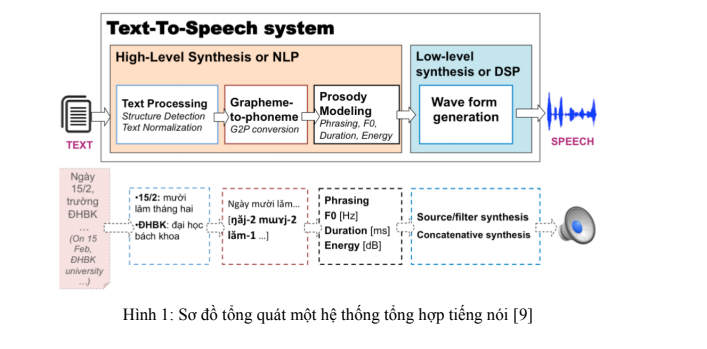 Text-To-Speech system
High-Level Synthesis or NLP
Low-level
synthesis or DSP
Text Processing
Structure Detection
Text Normalization
Grapheme-
to-phoneme
G2P conversion
Prosody
Modeling
Phrasing, F0,
Duration, Energy
Wave form
generation
TEXT
SPEECH
Ngày
15/2,
trường
ĐHBK
...
(On 15
Feb,
ĐHBK
university
...)
•15/2: mười
lăm tháng hai
•ĐHBK: đại học
bách khoa
Ngày mười lăm...
[ŋăj-2 mɯɤj-2
lăm-1 ...]
Phrasing
F0 [Hz]
Duration [ms]
Energy [dB]
Source/filter synthesis
Concatenative synthesis
Hình 1: Sơ đồ tổng quát một hệ thống tổng hợp tiếng nói [9]